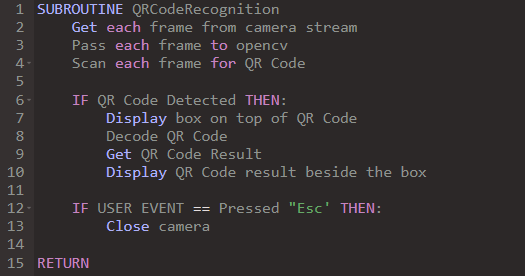 1 SUBROUTINE QRCodeRecognition
2     Get each frame from camera stream
3     Pass each frame to opencv
4     Scan each frame for QR Code
5
6     IF QR Code Detected THEN:
7         Display box on top of QR Code
8         Decode QR Code
9         Get QR Code Result
10         Display QR Code result beside the box
11
12     IF USER EVENT == Pressed "Esc' THEN:
13         Close camera
14
15 RETURN